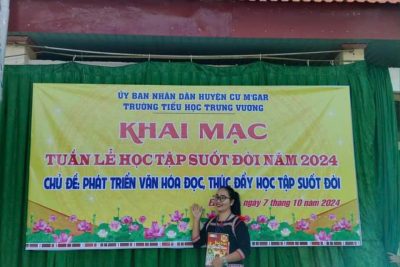 ỦY BAN NHÂN DÂN HUYỆN CƯ M'GAR
TRƯỜNG TIỂU HỌC TRƯNG VƯƠNG
KHAI MẠC
TUẦN LỄ HỌC TẬP SUỐT ĐỜI NĂM 2024
CHỦ ĐỀ: PHÁT TRIỂN VĂN HÓA ĐỌC, THÚC ĐẨY HỌC TẬP SUỐT ĐỜI
ngày 7 tháng 10 năm 2024